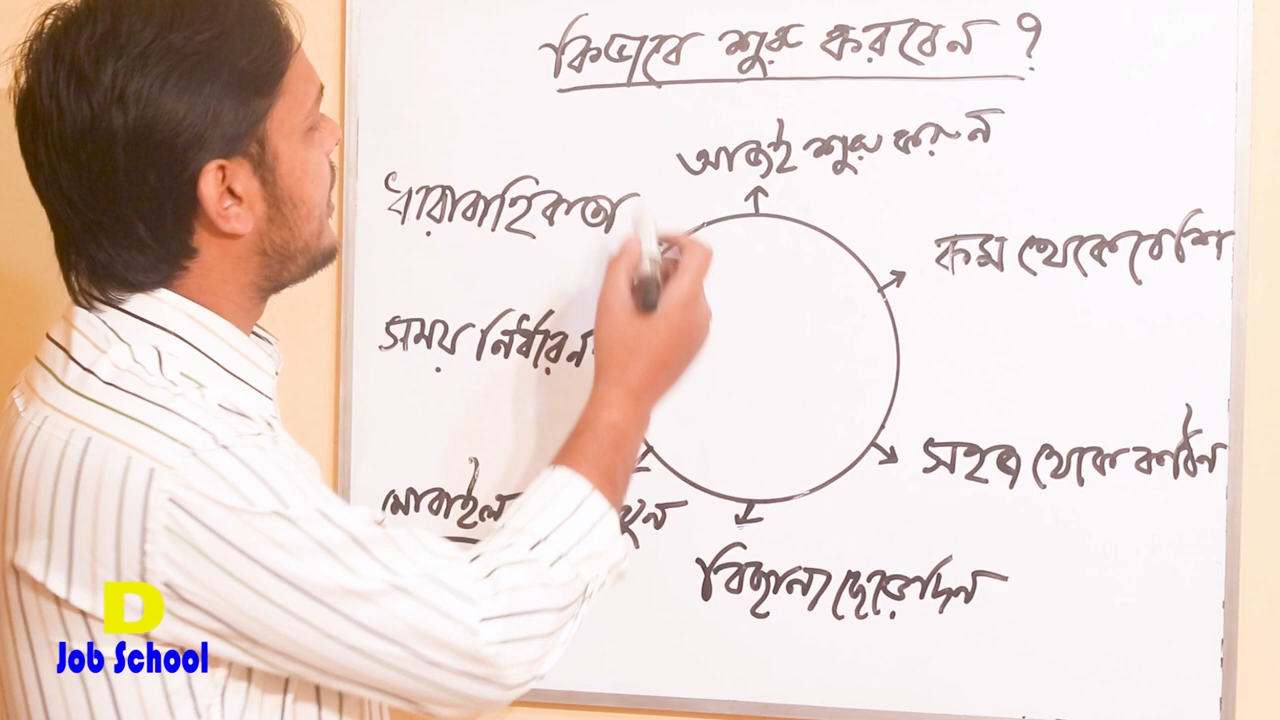 কিভাবে শুরু করবেন ?
আজই শুরু করুন
ধারাবাহিকতা
কম থেকে বেশি
সময় নির্ধারন
সহজ থেকে কঠিন
মোবাইল
বিছানা ছেড়ে দিন
D
Job School